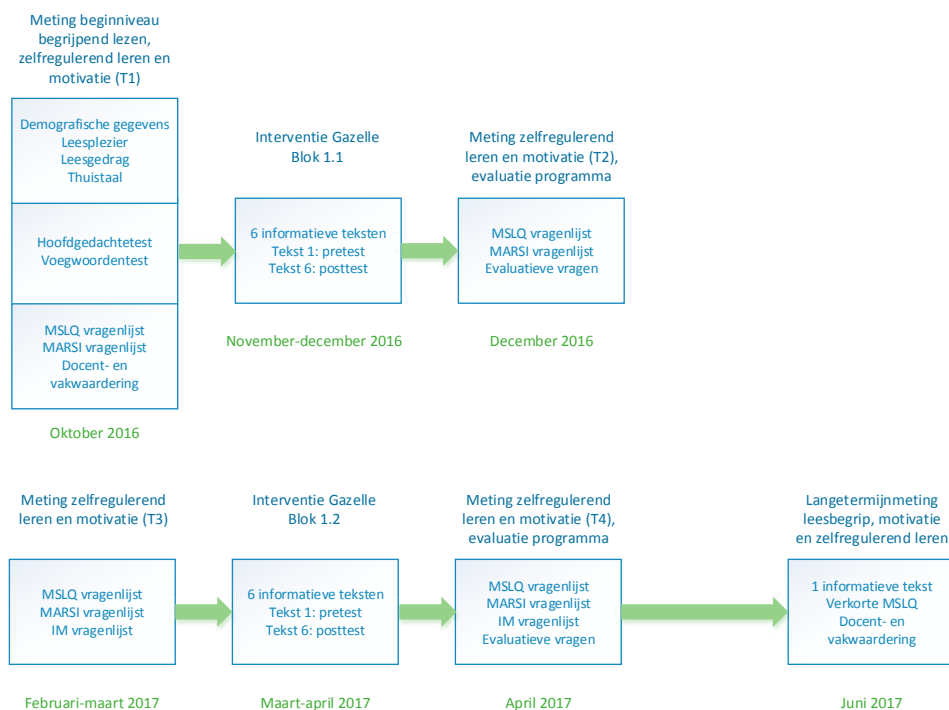 Meting beginniveau
begrijpend lezen,
zelfregulerend leren en
motivatie (T1)
Demografische gegevens
Leesplezier
Leesgedrag
Thuistaal
Hoofdgedachtetest
Voegwoordentest
MSLQ vragenlijst
MARSI vragenlijst
Docent- en
vakwaardering
Oktober 2016
Interventie Gazelle
Blok 1.1
6 informatieve teksten
Tekst 1: pretest
Tekst 6: posttest
November-december 2016
Meting zelfregulerend
leren en motivatie (T2),
evaluatie programma
MSLQ vragenlijst
MARSI vragenlijst
Evaluatieve vragen
December 2016
Meting zelfregulerend
leren en motivatie (T3)
MSLQ vragenlijst
MARSI vragenlijst
IM vragenlijst
Februari-maart 2017
Interventie Gazelle
Blok 1.2
6 informatieve teksten
Tekst 1: pretest
Tekst 6: posttest
Maart-april 2017
Meting zelfregulerend
leren en motivatie (T4),
evaluatie programma
MSLQ vragenlijst
MARSI vragenlijst
IM vragenlijst
Evaluatieve vragen
April 2017
Langetermijnmeting
leesbegrip, motivatie
en zelfregulerend leren
1 informatieve tekst
Verkorte MSLQ
Docent- en
vakwaardering
Juni 2017